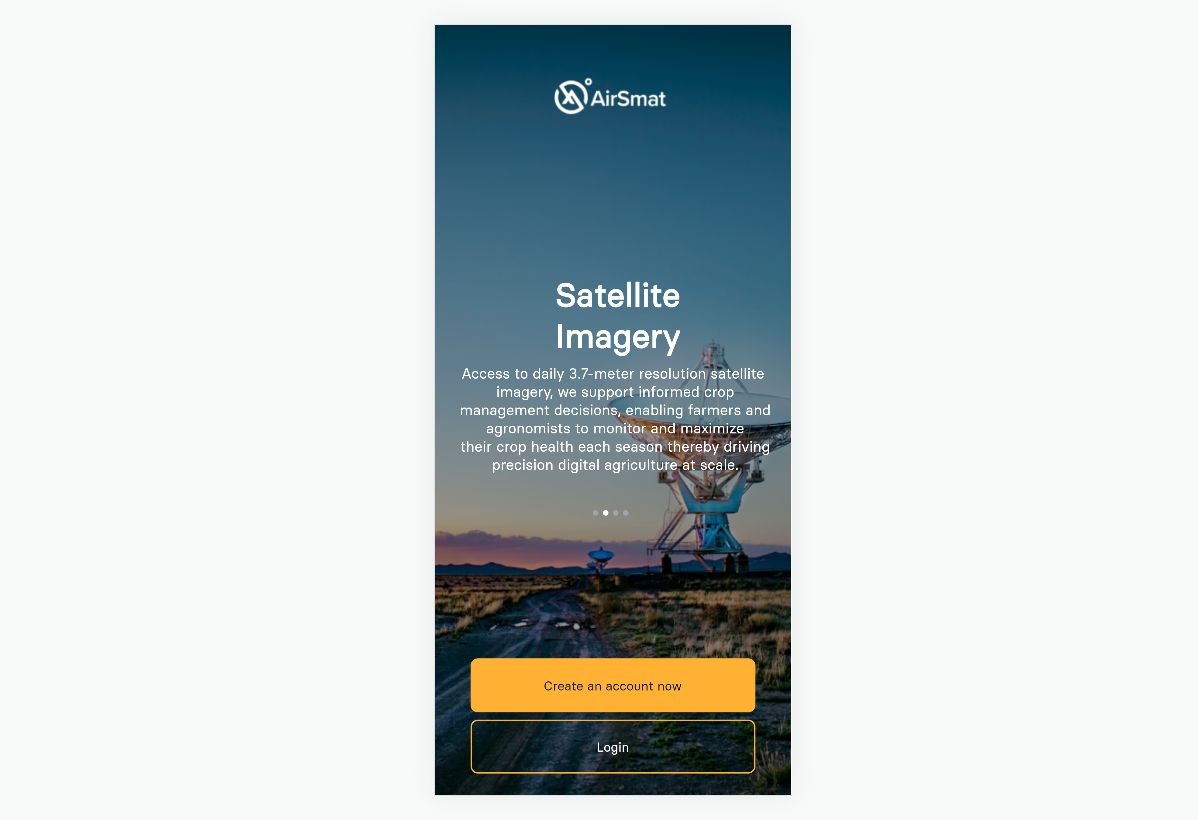 AirSmat
Satellite
Imagery
Access to daily 3.7-meter resolution satellite
imagery, we support informed crop
management decisions, enabling farmers and
agronomists to monitor and maximize
their crop health each season thereby driving
precision digital agriculture at scale.
Create an account now
Login